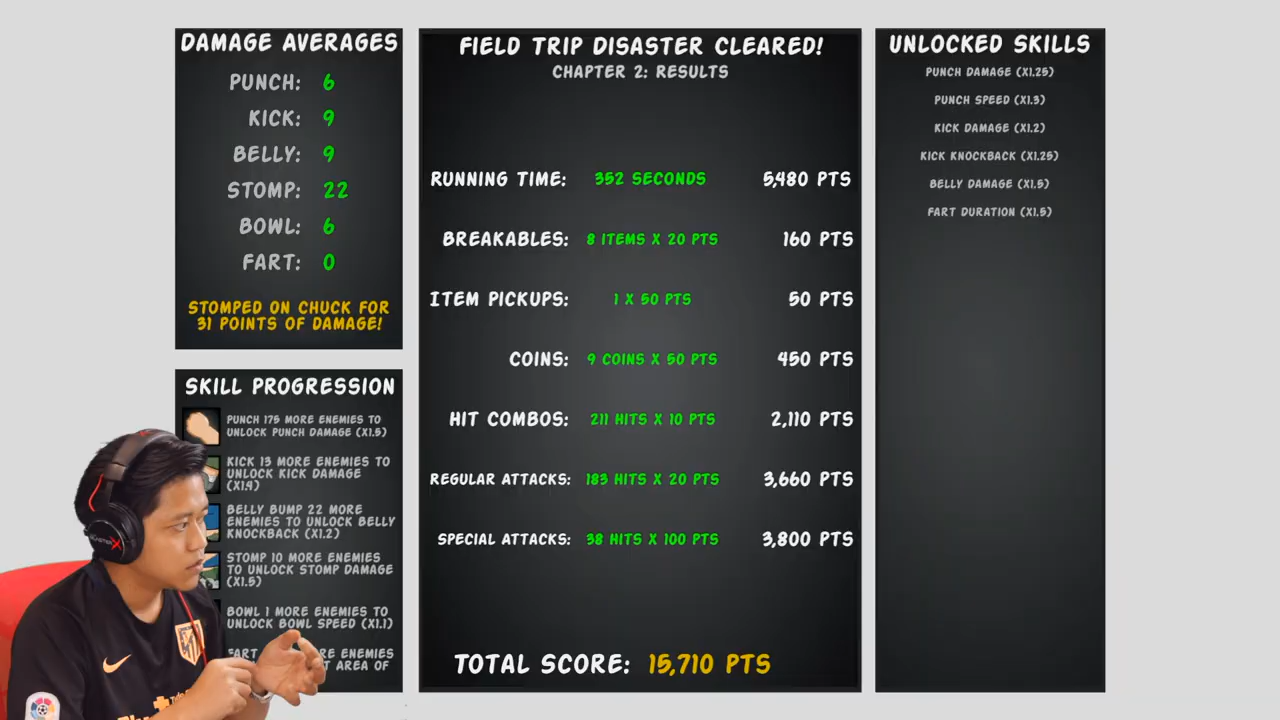 DAMAGE AVERAGES
PUNCH: 6
KICK: 9
BELLY: 9
STOMP: 22
BOWL: 6
FART: 0
STOMPED ON CHUCK FOR
31 POINTS OF DAMAGE!
SKILL PROGRESSION
PUNCH 175 MORE ENEMIES TO
UNLOCK PUNCH DAMAGE (X1.5)
KICK 13 MORE ENEMIES TO
UNLOCK KICK DAMAGE
(X1.4)
BELLY BUMP 22 MORE
ENEMIES TO UNLOCK BELLY
KNOCKBACK (X1.2)
STOMP 10 MORE ENEMIES
TO UNLOCK STOMP DAMAGE
(X1.5)
BOWL 1 MORE ENEMIES TO
UNLOCK BOWL SPEED (X1.1)
ENEMIES
AREA OF
FIELD TRIP DISASTER CLEARED!
CHAPTER 2: RESULTS
RUNNING TIME: 352 SECONDS 5,480 PTS
BREAKABLES: 8 ITEMS X 20 PTS 160 PTS
ITEM PICKUPS: 1 X 50 PTS 50 PTS
COINS: 9 COINS X 50 PTS 450 PTS
HIT COMBOS: 211 HITS X 10 PTS 2,110 PTS
REGULAR ATTACKS: 183 HITS X 20 PTS 3,660 PTS
SPECIAL ATTACKS: 38 HITS X 100 PTS 3,800 PTS
TOTAL SCORE: 15,710 PTS
UNLOCKED SKILLS
PUNCH DAMAGE (X1.25)
PUNCH SPEED (X1.3)
KICK DAMAGE (X1.2)
KICK KNOCKBACK (X1.25)
BELLY DAMAGE (X1.5)
FART DURATION (X1.5)